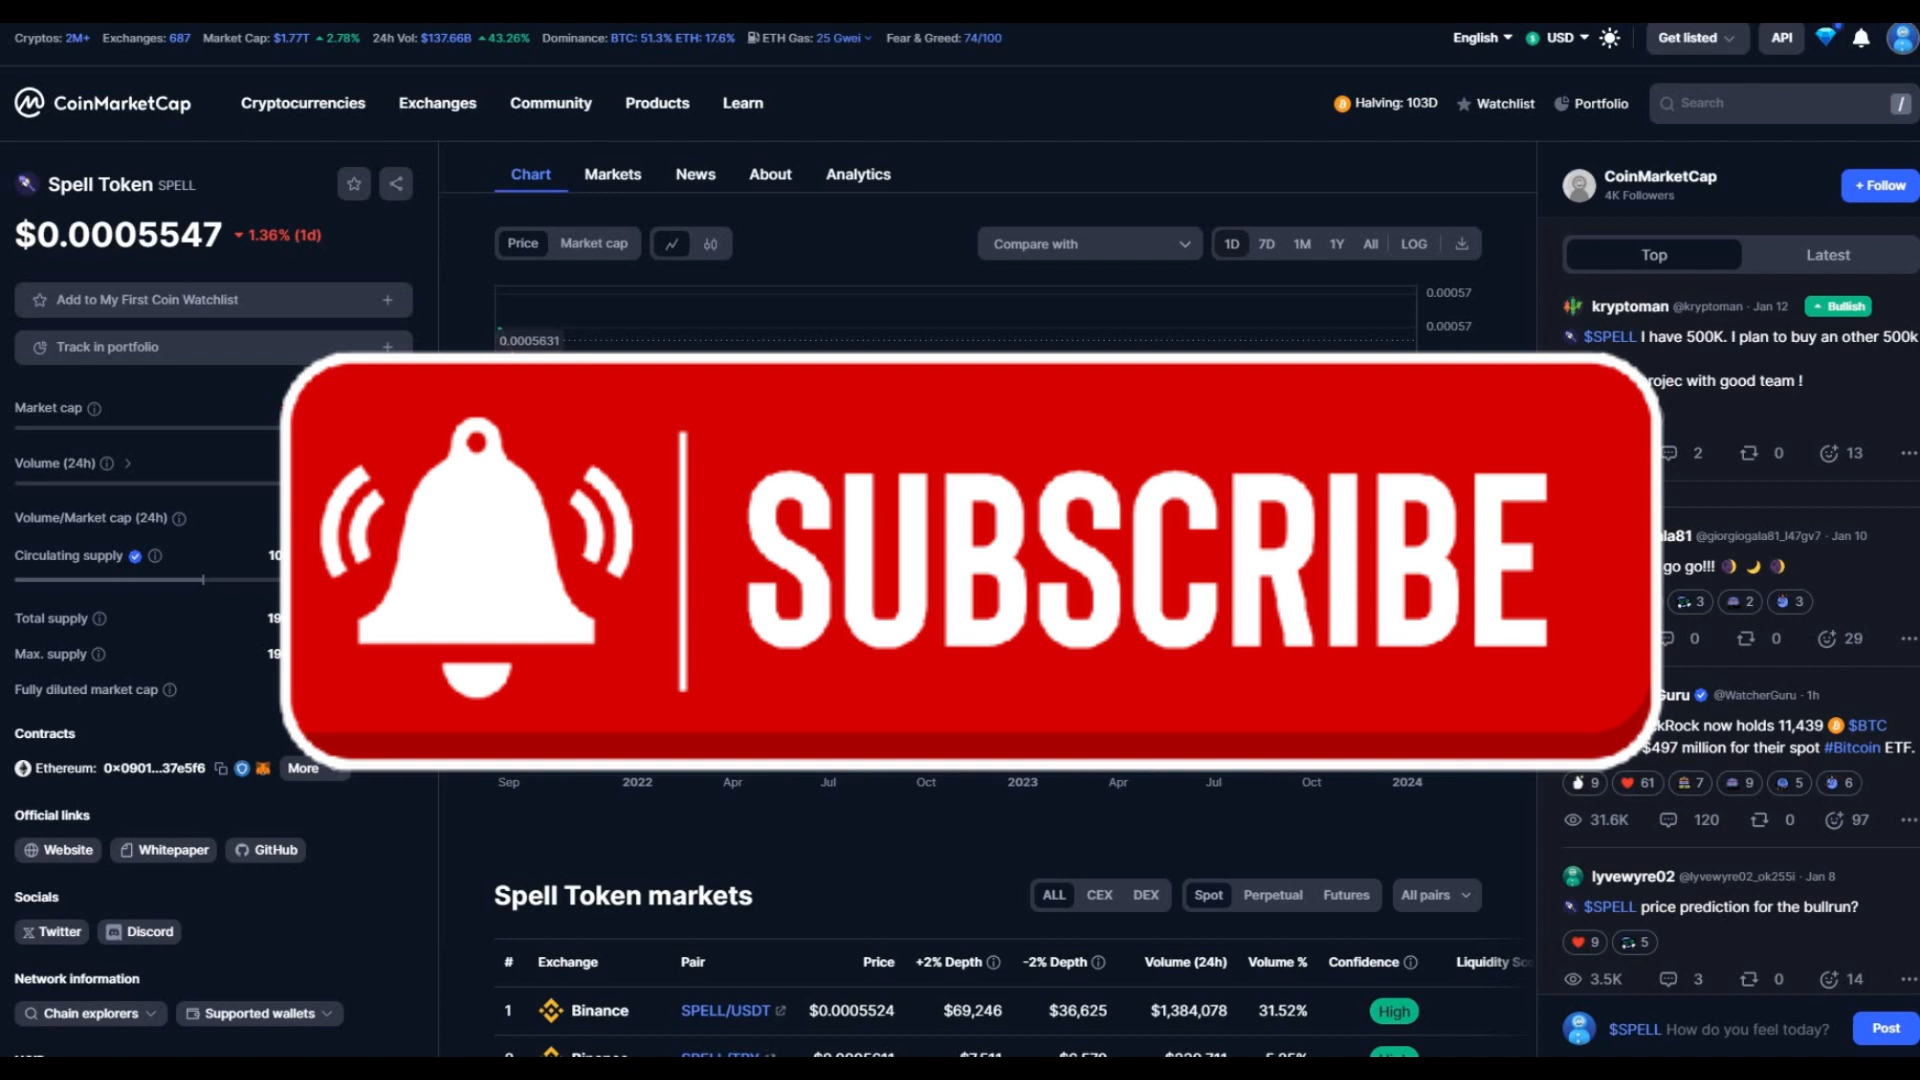 Cryptos: 2M+ Exchanges: 687 Market Cap: $1.77T 2.78% 24h Vol: $137.66B 43.26% Dominance: BTC: 51.3% ETH: 17.6% ETH Gas: 25 Gwei Fear & Greed: 74/100
English USD Get listed API
CoinMarketCap Cryptocurrencies Exchanges Community Products Learn
Halving: 103D Watchlist Portfolio Search /
Spell Token SPELL
$0.0005547 1.36% (1d)
Add to My First Coin Watchlist +
Track in portfolio +
Market cap
Volume (24h) >
Volume/Market cap (24h)
Circulating supply 10
Total supply 19
Max. supply 19
Fully diluted market cap
Contracts
Ethereum: 0x0901...37e5f6 More
Official links
Website Whitepaper GitHub
Socials
Twitter Discord
Network information
Chain explorers Supported wallets
Chart Markets News About Analytics
Price Market cap
Compare with 1D 7D 1M 1Y All LOG
0.00057
0.00057
0.0005631
SUBSCRIBE
Sep 2022 Apr Jul Oct 2023 Apr Jul Oct 2024
Spell Token markets
ALL CEX DEX Spot Perpetual Futures All pairs
# Exchange Pair Price +2% Depth -2% Depth Volume (24h) Volume % Confidence Liquidity
1 Binance SPELL/USDT $0.0005524 $69,246 $36,625 $1,384,078 31.52% High
CoinMarketCap
4K Followers
+ Follow
Top Latest
kryptoman @kryptoman · Jan 12 Bullish
$SPELL I have 500K. I plan to buy an other 500k
rojec with good team !
2 0 13 ...
la81 @giorgiogala81_l47gv7 · Jan 10
go go!!!
3 2 3
0 0 29 ...
Guru @WatcherGuru · 1h
kRock now holds 11,439 $BTC
$497 million for their spot #Bitcoin ETF.
9 61 7 9 5 6
31.6K 120 0 97 ...
lyvewyre02 @lyvewyre02_ok255i · Jan 8
$SPELL price prediction for the bullrun?
9 5
3.5K 3 0 14 ...
$SPELL How do you feel today? Post